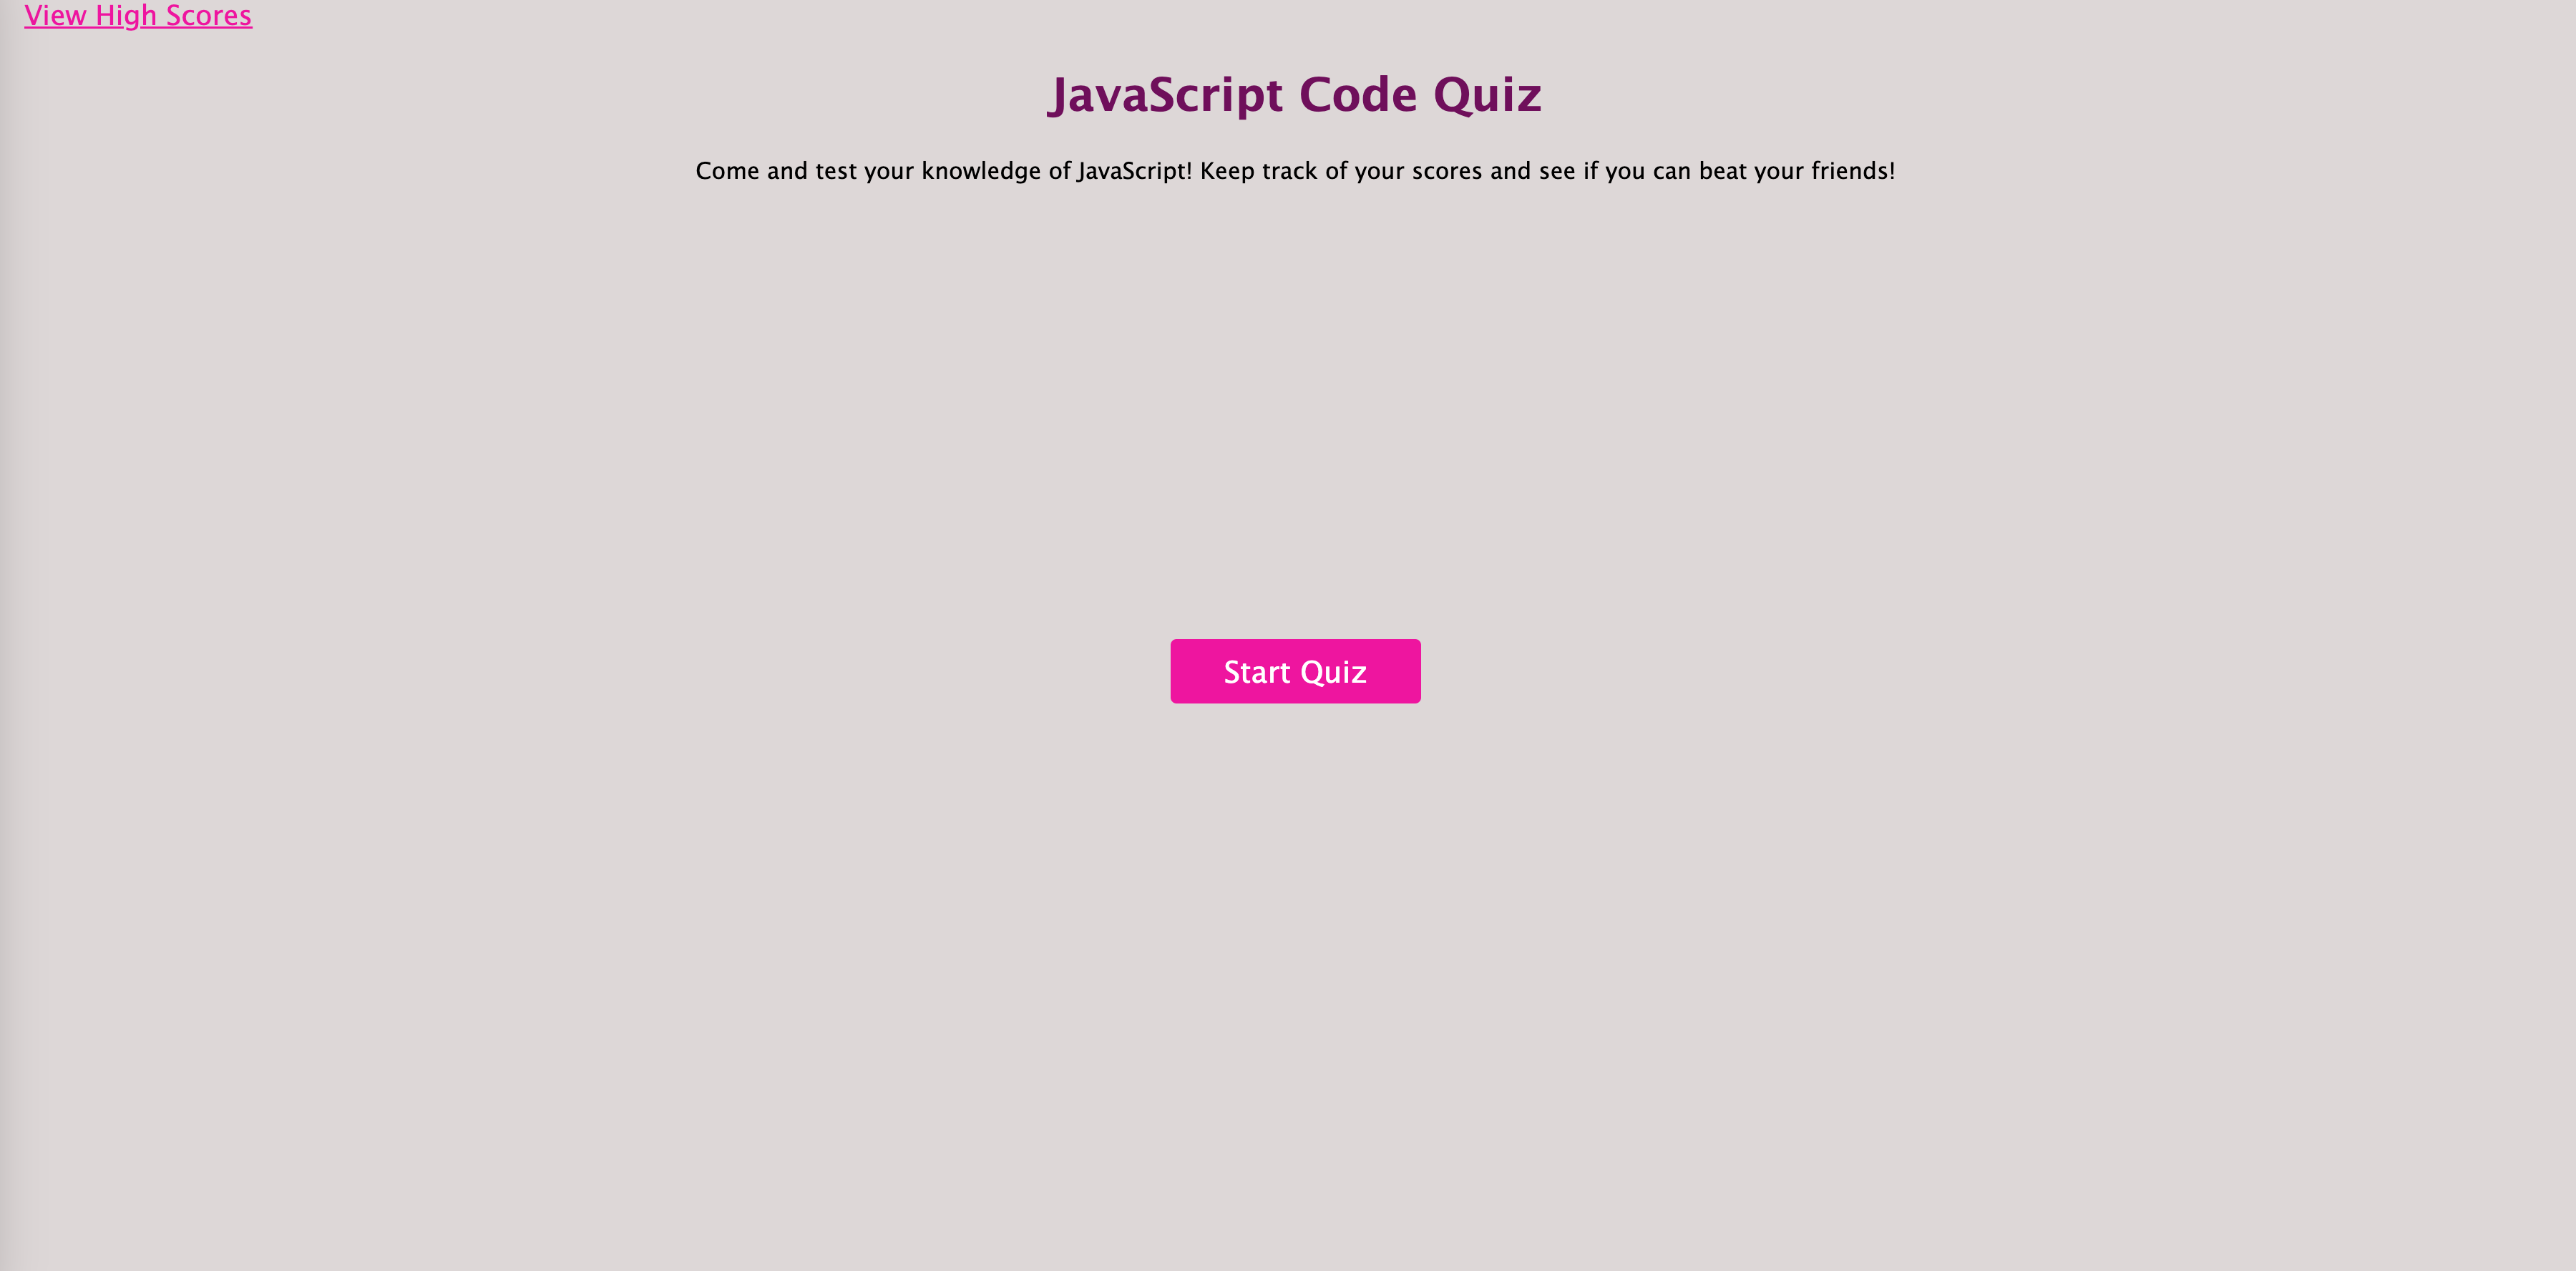 View High Scores
JavaScript Code Quiz
Come and test your knowledge of JavaScript! Keep track of your scores and see if you can beat your friends!
Start Quiz